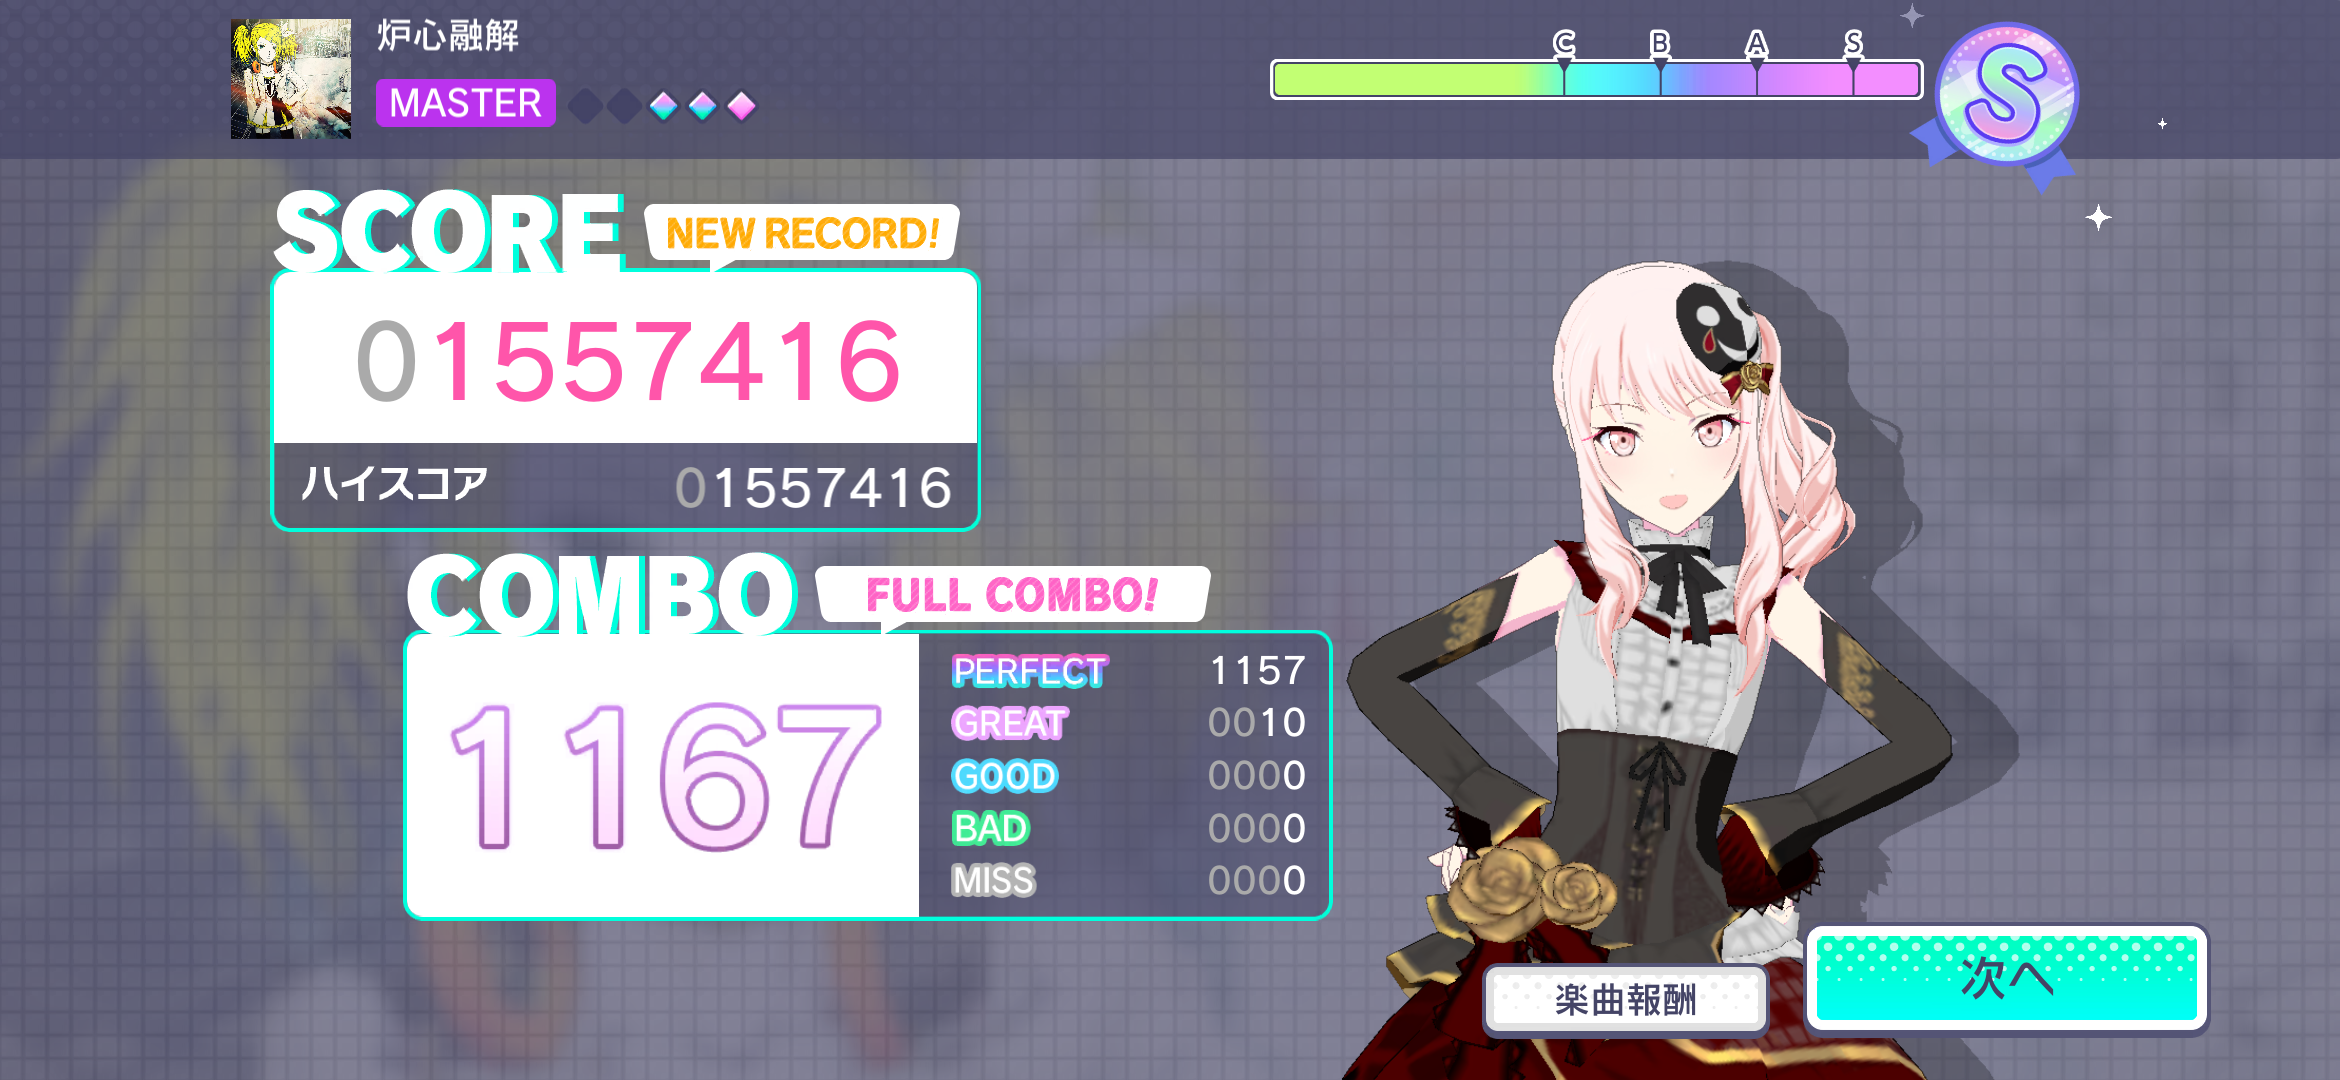 炉心融解
MASTER
C B A S
S
SCORE
NEW RECORD!
01557416
ハイスコア 01557416
COMBO
FULL COMBO!
1167
PERFECT 1157
GREAT 0010
GOOD 0000
BAD 0000
MISS 0000
楽曲報酬
次へ